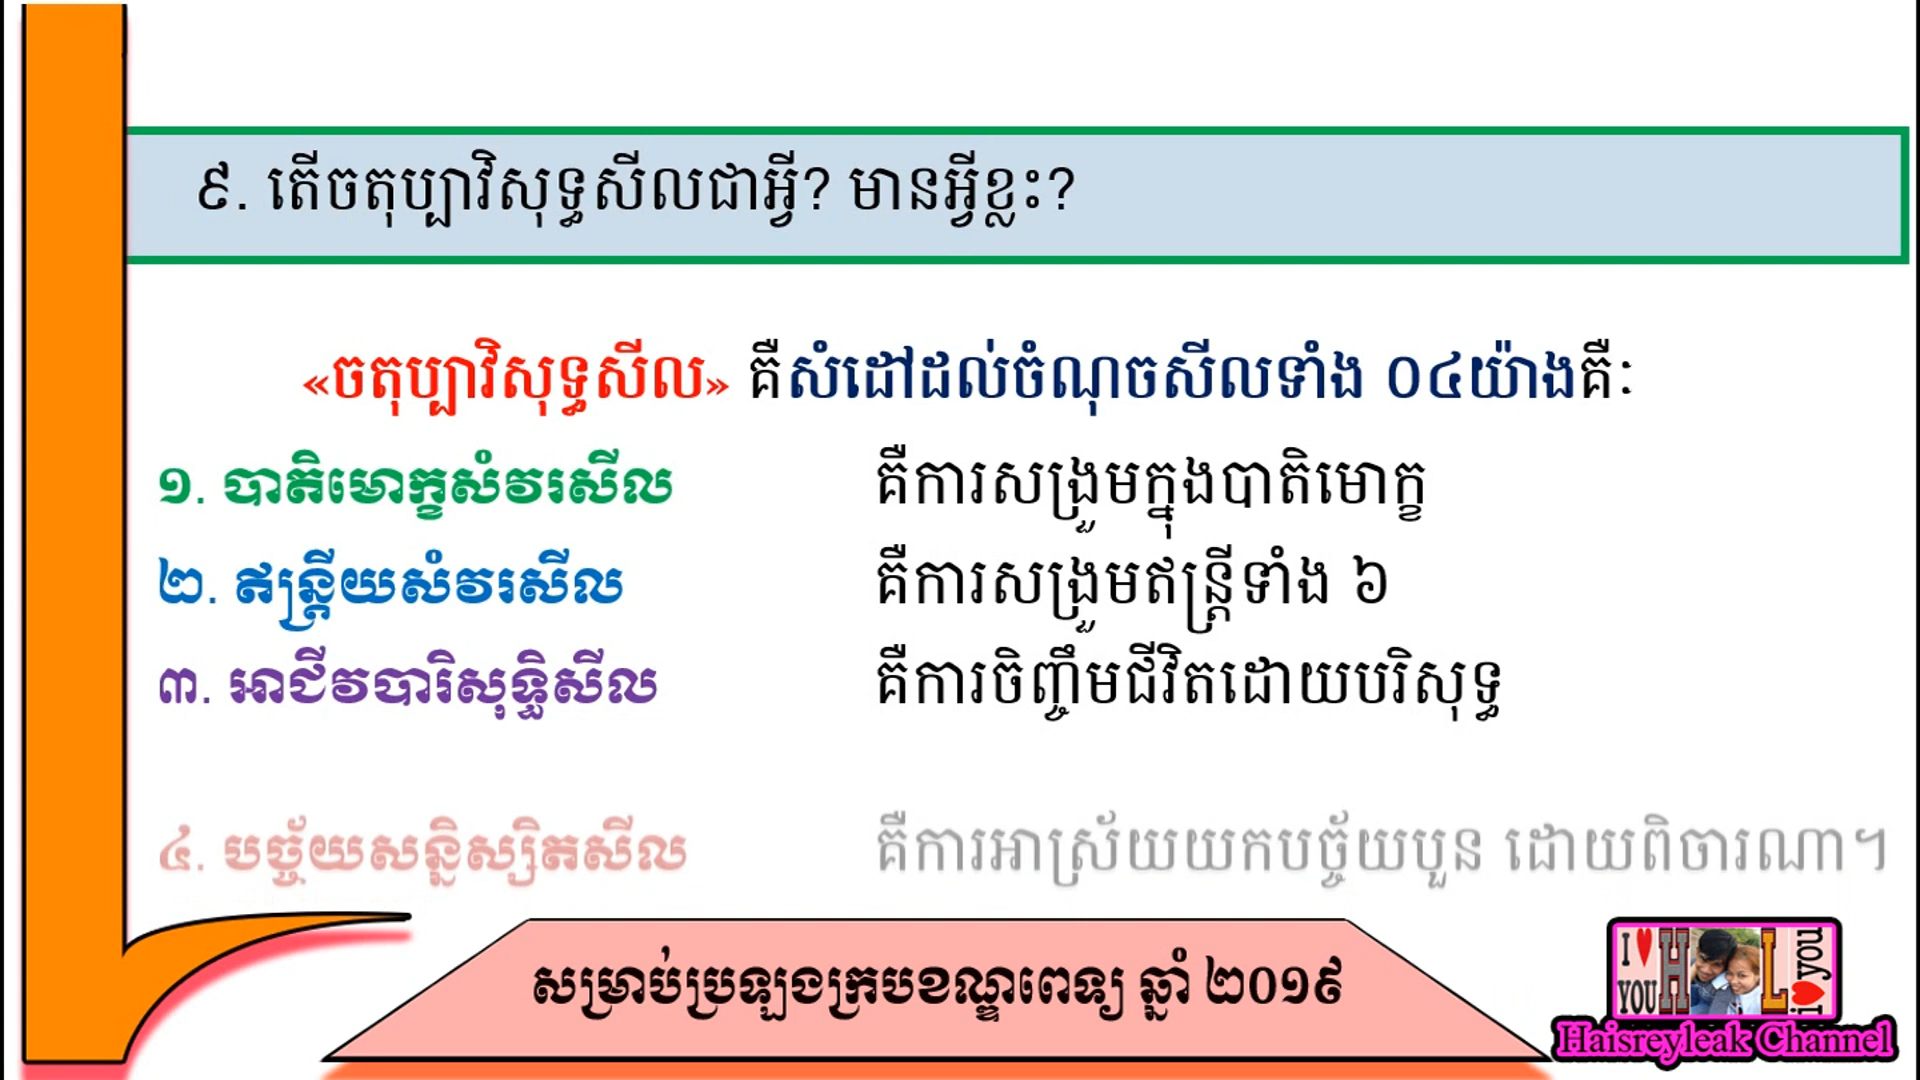 ៩. តើចតុប្បាវិសុទ្ធសីលជាអ្វី? មានអ្វីខ្លះ?
«ចតុប្បាវិសុទ្ធសីល» គឺសំដៅដល់ចំណុចសីលទាំង ០៤យ៉ាងគឺៈ
១. បាតិមោក្ខសំវរសីល គឺការសង្រួមក្នុងបាតិមោក្ខ
២. ឥន្ទ្រីយសំវរសីល គឺការសង្រួមឥន្ទ្រីទាំង ៦
៣. អាជីវបារិសុទ្ធិសីល គឺការចិញ្ចឹមជីវិតដោយបរិសុទ្ធ
៤. បច្ច័យសន្និស្សិតសីល គឺការអាស្រ័យយកបច្ច័យបួន ដោយពិចារណា។
សម្រាប់ប្រឡងក្របខណ្ឌពេទ្យ ឆ្នាំ ២០១៩
I ♥ YOU H L i ♥ you
Haisreyleak Channel